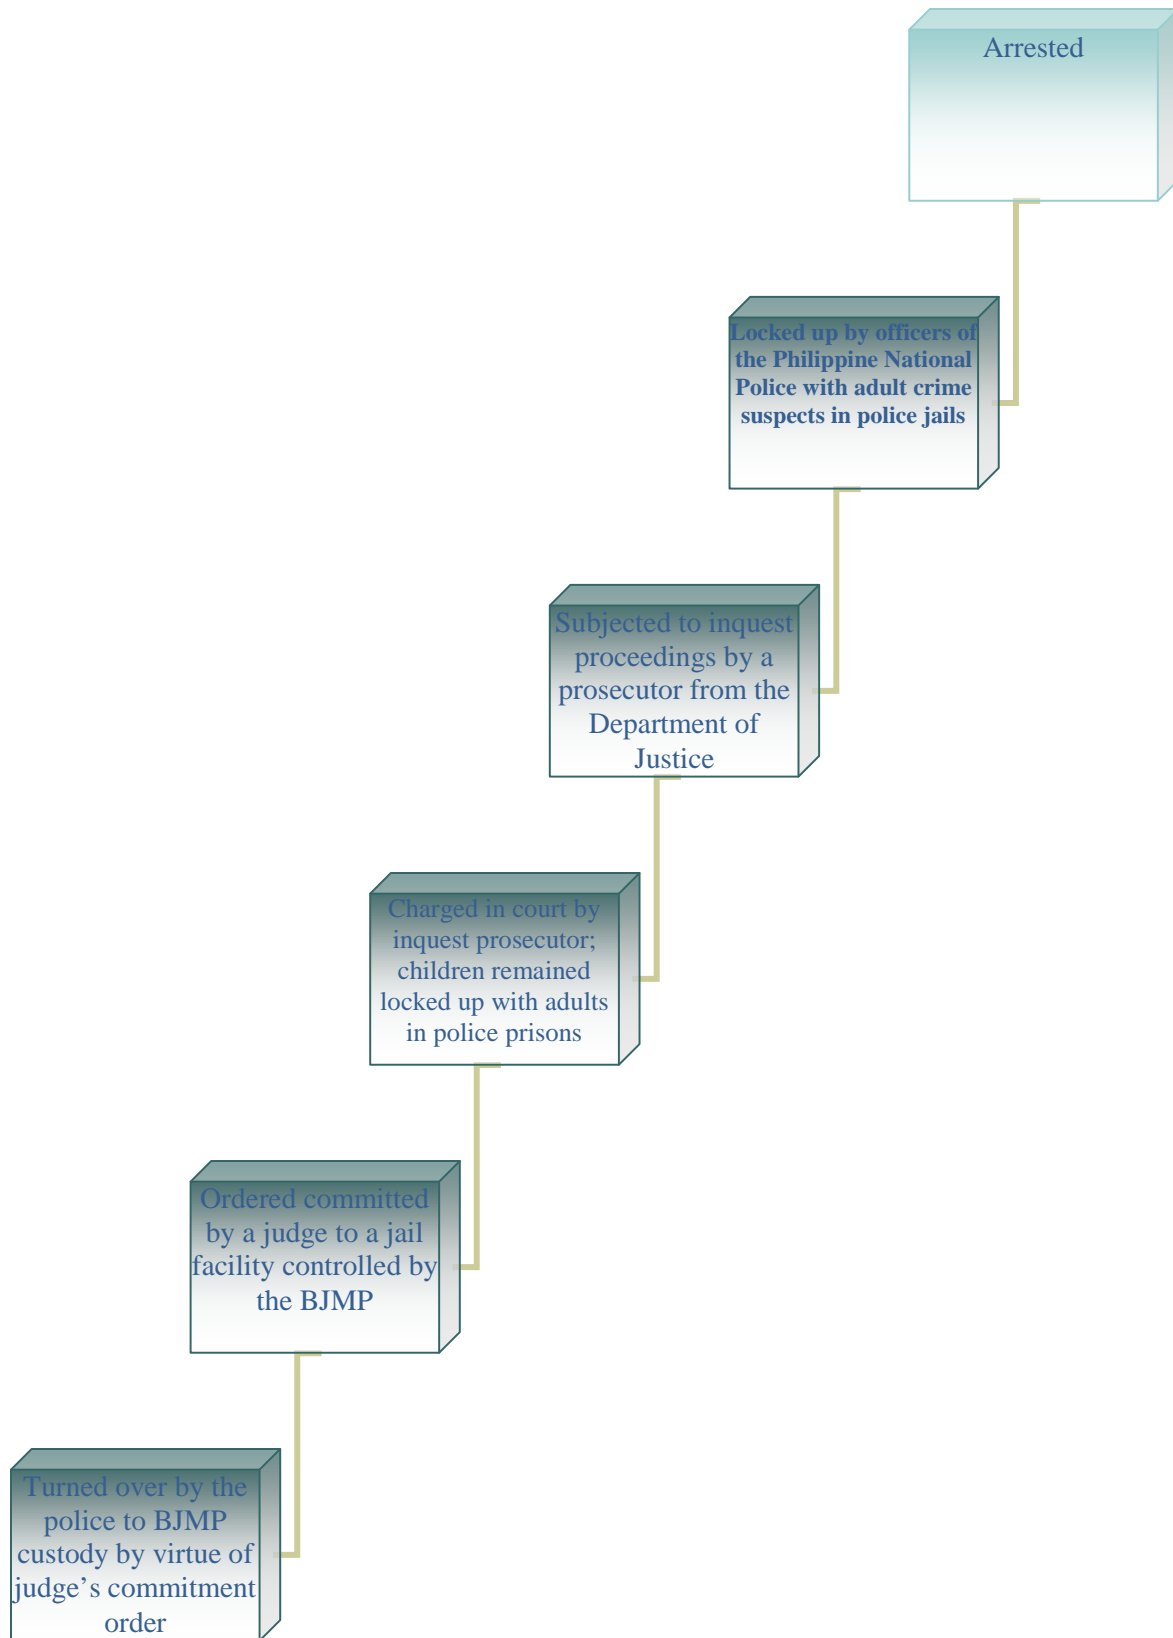 Arrested
Locked up by officers of
the Philippine National
Police with adult crime
suspects in police jails
Subjected to inquest
proceedings by a
prosecutor from the
Department of
Justice
Charged in court by
inquest prosecutor;
children remained
locked up with adults
in police prisons
Ordered committed
by a judge to a jail
facility controlled by
the BJMP
Turned over by the
police to BJMP
custody by virtue of
judge’s commitment
order